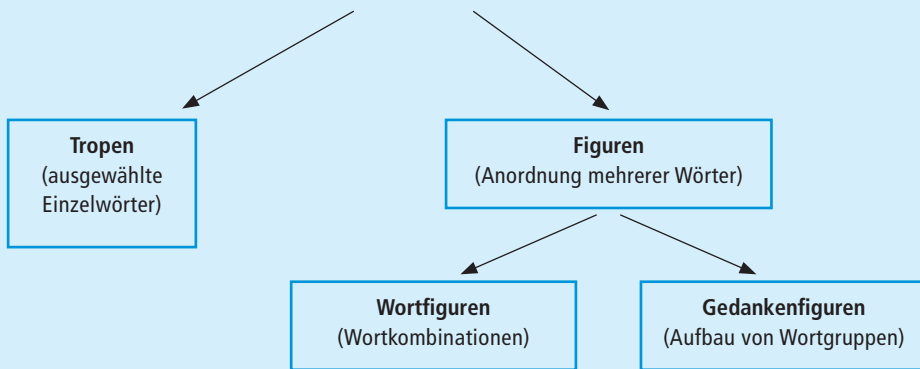 Tropen
(ausgewählte
Einzelwörter)
Figuren
(Anordnung mehrerer Wörter)
Wortfiguren
(Wortkombinationen)
Gedankenfiguren
(Aufbau von Wortgruppen)